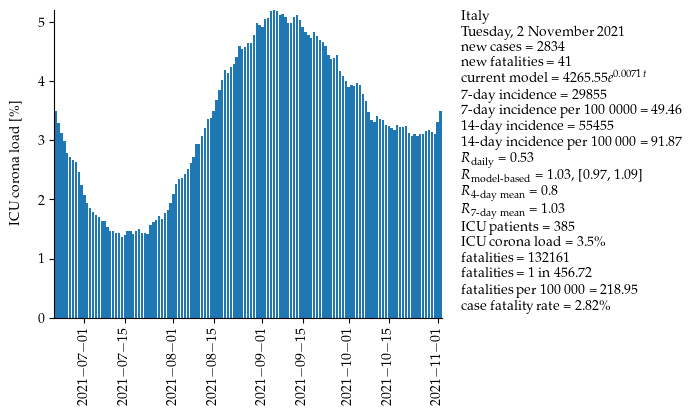 Italy
Tuesday, 2 November 2021
new cases = 2834
new fatalities = 41
current model = 4265.55e^0.0071 t
7-day incidence = 29855
7-day incidence per 100 0000 = 49.46
14-day incidence = 55455
14-day incidence per 100 000 = 91.87
R_daily = 0.53
R_model-based = 1.03, [0.97, 1.09]
R_4-day mean = 0.8
R_7-day mean = 1.03
ICU patients = 385
ICU corona load = 3.5%
fatalities = 132161
fatalities = 1 in 456.72
fatalities per 100 000 = 218.95
case fatality rate = 2.82%
ICU corona load [%]
5
4
3
2
1
0
2021−07−01
2021−07−15
2021−08−01
2021−08−15
2021−09−01
2021−09−15
2021−10−01
2021−10−15
2021−11−01